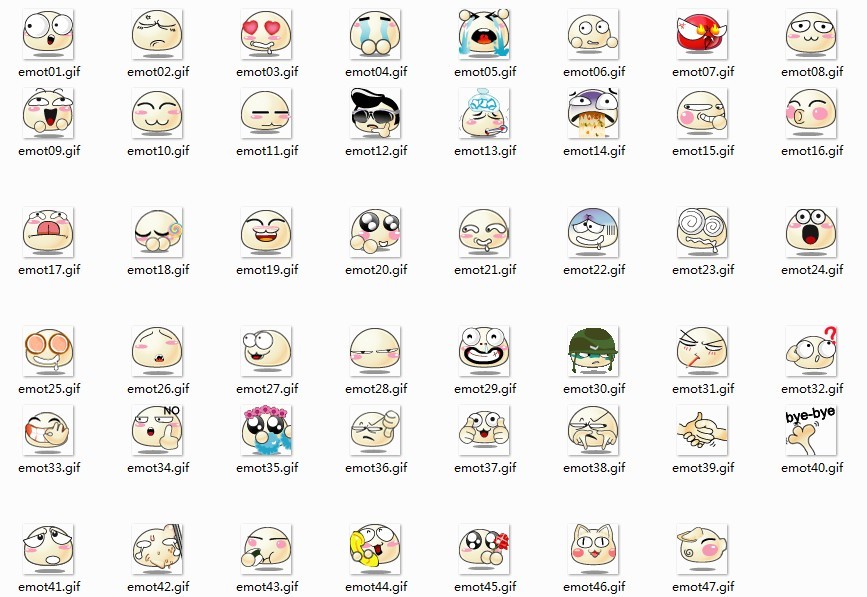 emot01.gif emot02.gif emot03.gif emot04.gif emot05.gif emot06.gif emot07.gif emot08.gif
emot09.gif emot10.gif emot11.gif emot12.gif emot13.gif emot14.gif emot15.gif emot16.gif
emot17.gif emot18.gif emot19.gif emot20.gif emot21.gif emot22.gif emot23.gif emot24.gif
?
emot25.gif emot26.gif emot27.gif emot28.gif emot29.gif emot30.gif emot31.gif emot32.gif
NO bye-bye
emot33.gif emot34.gif emot35.gif emot36.gif emot37.gif emot38.gif emot39.gif emot40.gif
emot41.gif emot42.gif emot43.gif emot44.gif emot45.gif emot46.gif emot47.gif